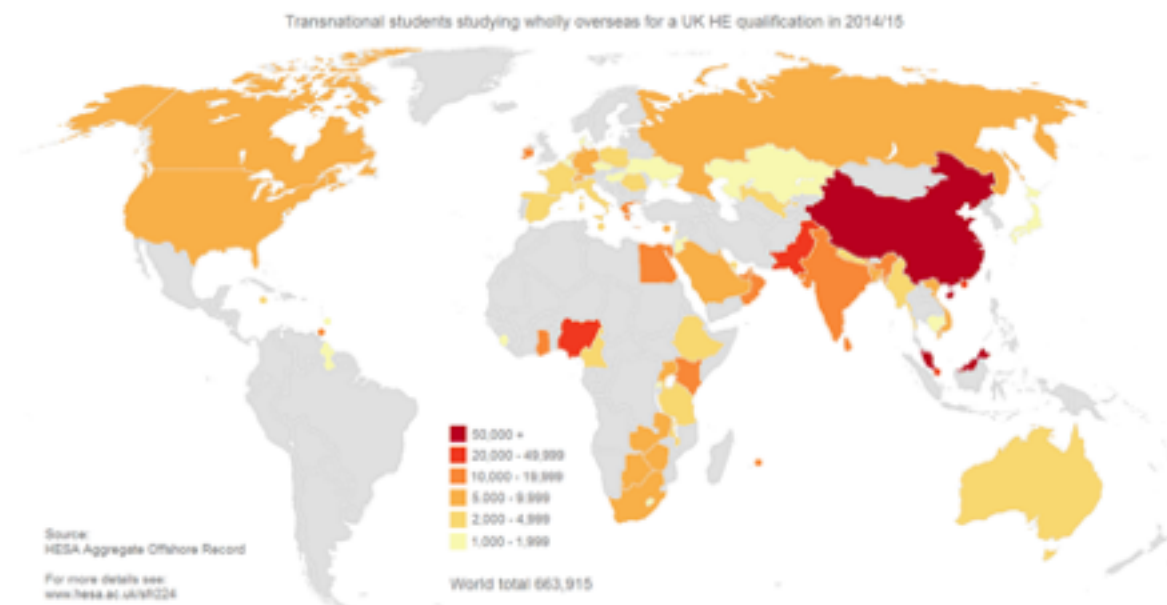 Transnational students studying wholly overseas for a UK HE qualification in 2014/15
50,000 +
20,000 - 49,999
10,000 - 19,999
5,000 - 9,999
2,000 - 4,999
1,000 - 1,999
Source:
HESA Aggregate Offshore Record
For more details see:
www.hesa.ac.uk/sfr224
World total 663,915